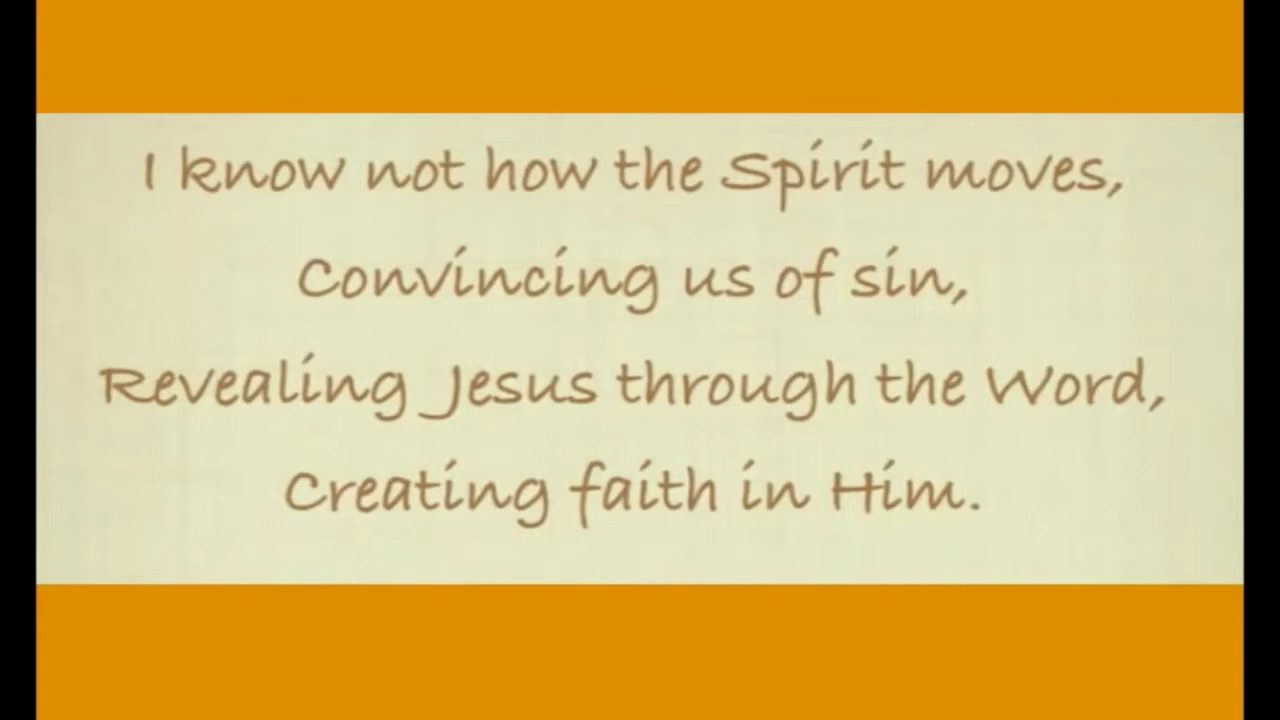 I know not how the Spirit moves,
Convincing us of sin,
Revealing Jesus through the Word,
Creating faith in Him.